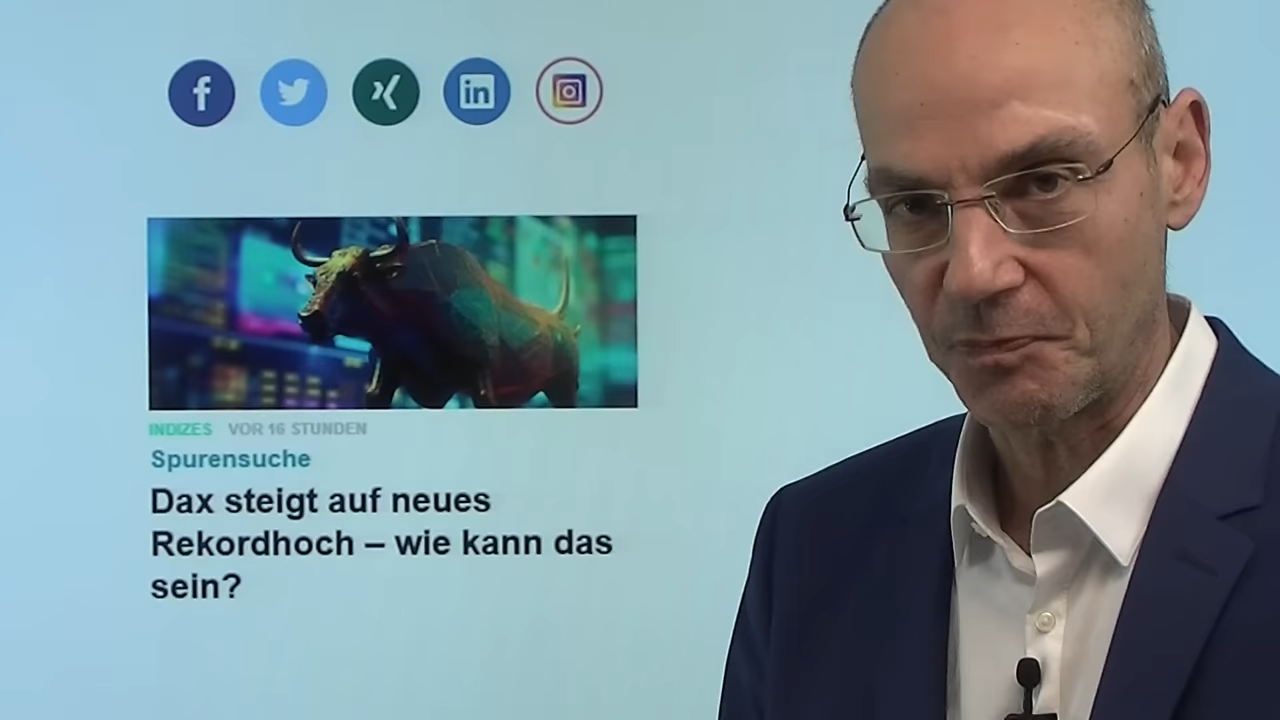 INDIZES VOR 16 STUNDEN
Spurensuche
Dax steigt auf neues
Rekordhoch – wie kann das
sein?